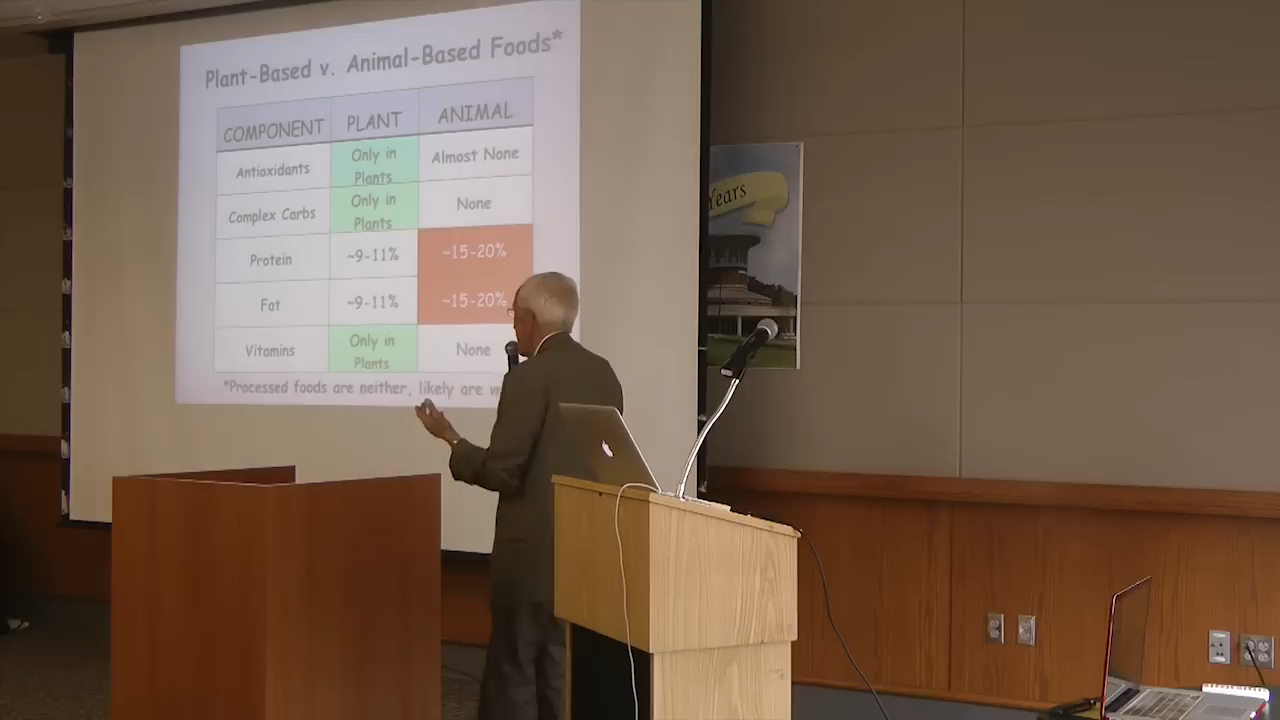 Plant-Based v. Animal-Based Foods*
COMPONENT PLANT ANIMAL
Antioxidants Only in Plants Almost None
Complex Carbs Only in Plants None
Protein ~9-11% ~15-20%
Fat ~9-11% ~15-20%
Vitamins Only in Plants None
*Processed foods are neither, likely are
Years